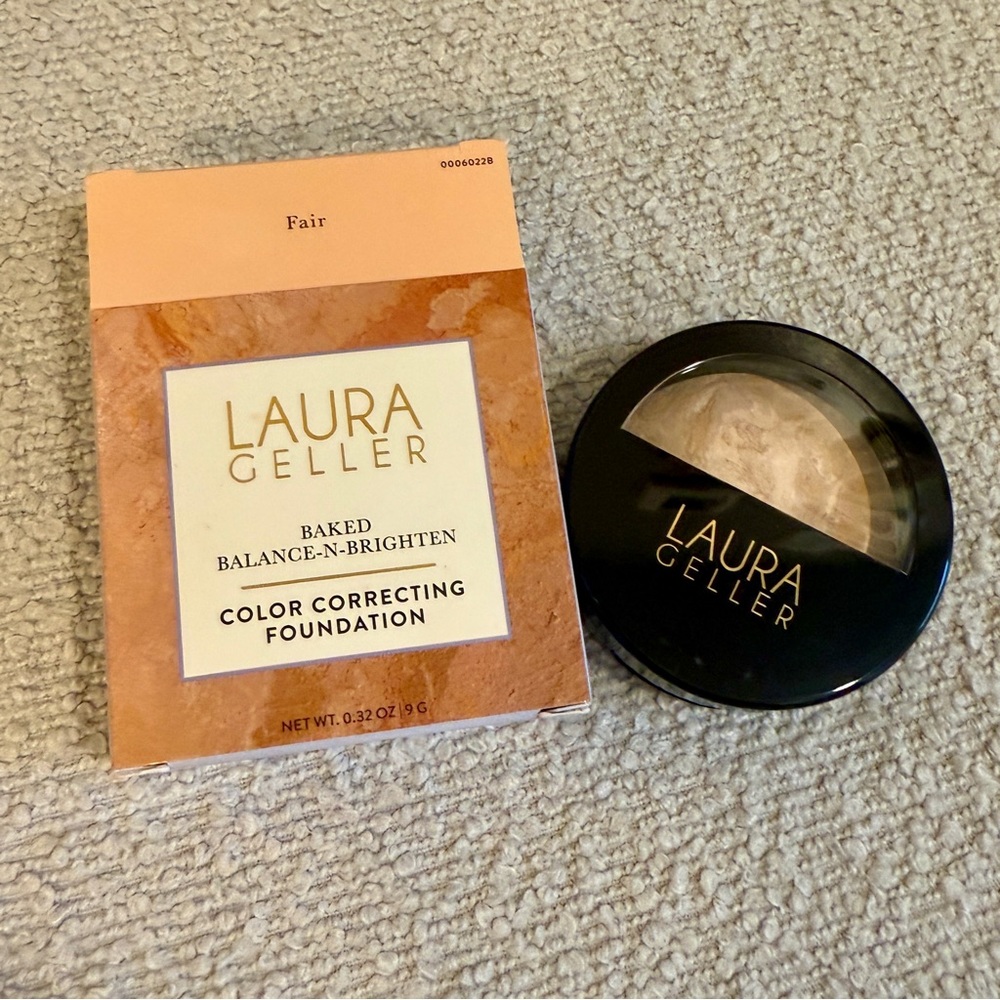 0006022B
Fair
LAURA
GELLER
BAKED
BALANCE-N-BRIGHTEN
COLOR CORRECTING
FOUNDATION
NET WT. 0.32 OZ | 9 G
LAURA
GELLER